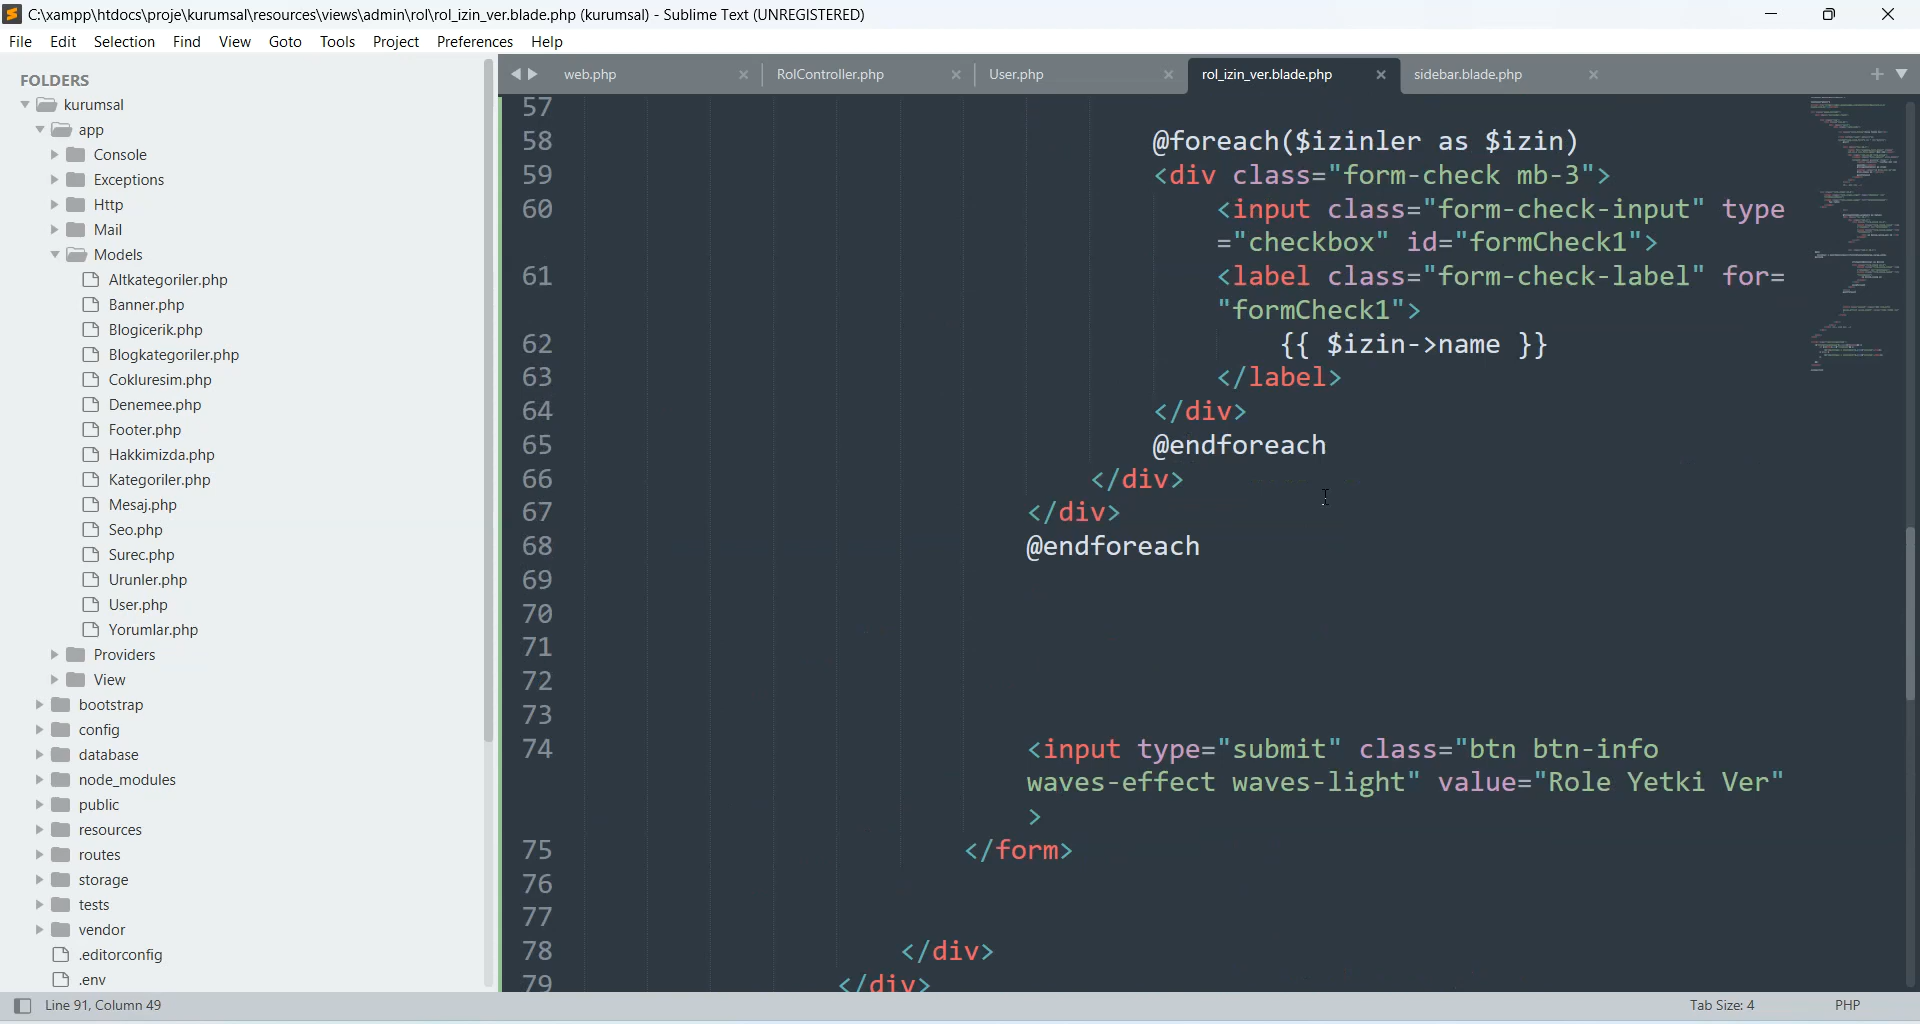 C:\xampp\htdocs\proje\kurumsal\resources\views\admin\rol\rol_izin_ver.blade.php (kurumsal) - Sublime Text (UNREGISTERED)
File Edit Selection Find View Goto Tools Project Preferences Help
FOLDERS
kurumsal
app
Console
Exceptions
Http
Mail
Models
Altkategoriler.php
Banner.php
Blogicerik.php
Blogkategoriler.php
Cokluresim.php
Denemee.php
Footer.php
Hakkimizda.php
Kategoriler.php
Mesaj.php
Seo.php
Surec.php
Urunler.php
User.php
Yorumlar.php
Providers
View
bootstrap
config
database
node_modules
public
resources
routes
storage
tests
vendor
.editorconfig
.env
web.php RolController.php User.php rol_izin_ver.blade.php sidebar.blade.php
57
58 @foreach($izinler as $izin)
59 <div class="form-check mb-3">
60 <input class="form-check-input" type
="checkbox" id="formCheck1">
61 <label class="form-check-label" for=
"formCheck1">
62 {{ $izin->name }}
63 </label>
64 </div>
65 @endforeach
66 </div>
67 </div>
68 @endforeach
69
70
71
72
73
74 <input type="submit" class="btn btn-info
waves-effect waves-light" value="Role Yetki Ver"
>
75 </form>
76
77
78 </div>
79 </div>
Line 91, Column 49 Tab Size: 4 PHP